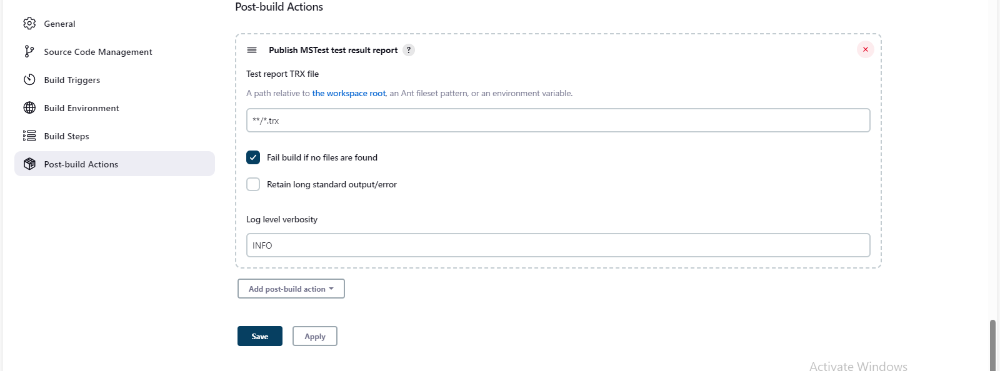 Post-build Actions
General
Source Code Management
Build Triggers
Build Environment
Build Steps
Post-build Actions
Publish MSTest test result report ?
Test report TRX file
A path relative to the workspace root, an Ant fileset pattern, or an environment variable.
**/*.trx
Fail build if no files are found
Retain long standard output/error
Log level verbosity
INFO
Add post-build action
Save
Apply
Activate Windows